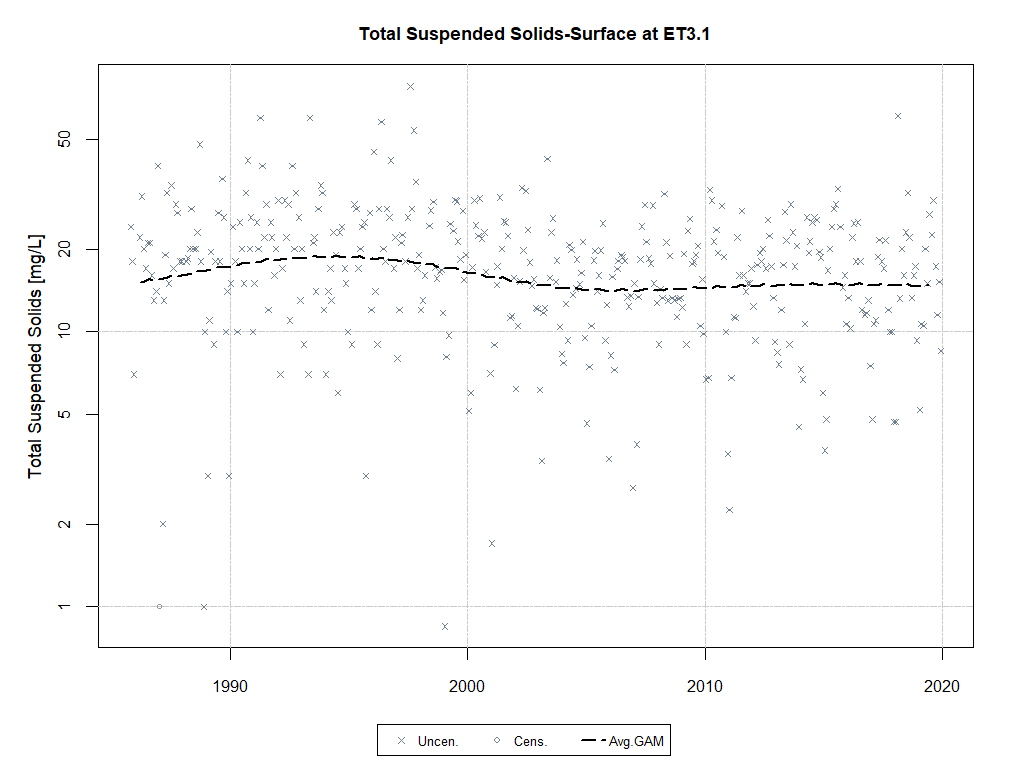 Total Suspended Solids-Surface at ET3.1
Total Suspended Solids [mg/L]
50
20
10
5
2
1
1990 2000 2010 2020
Uncen. Cens. Avg.GAM